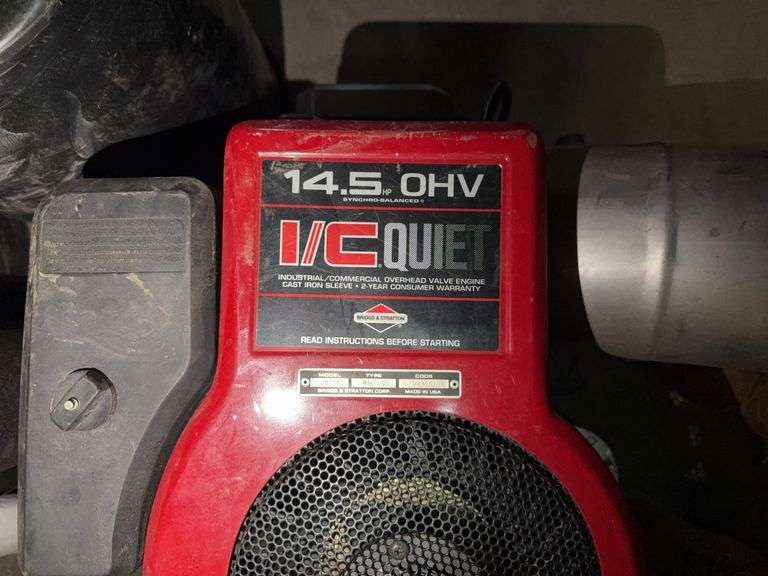 14.5 HP OHV
SYNCHRO-BALANCED ®
I/C QUIET
INDUSTRIAL/COMMERCIAL OVERHEAD VALVE ENGINE
CAST IRON SLEEVE • 2-YEAR CONSUMER WARRANTY
BRIGGS & STRATTON ®
READ INSTRUCTIONS BEFORE STARTING
MODEL TYPE CODE
BRIGGS & STRATTON CORP. MADE IN USA